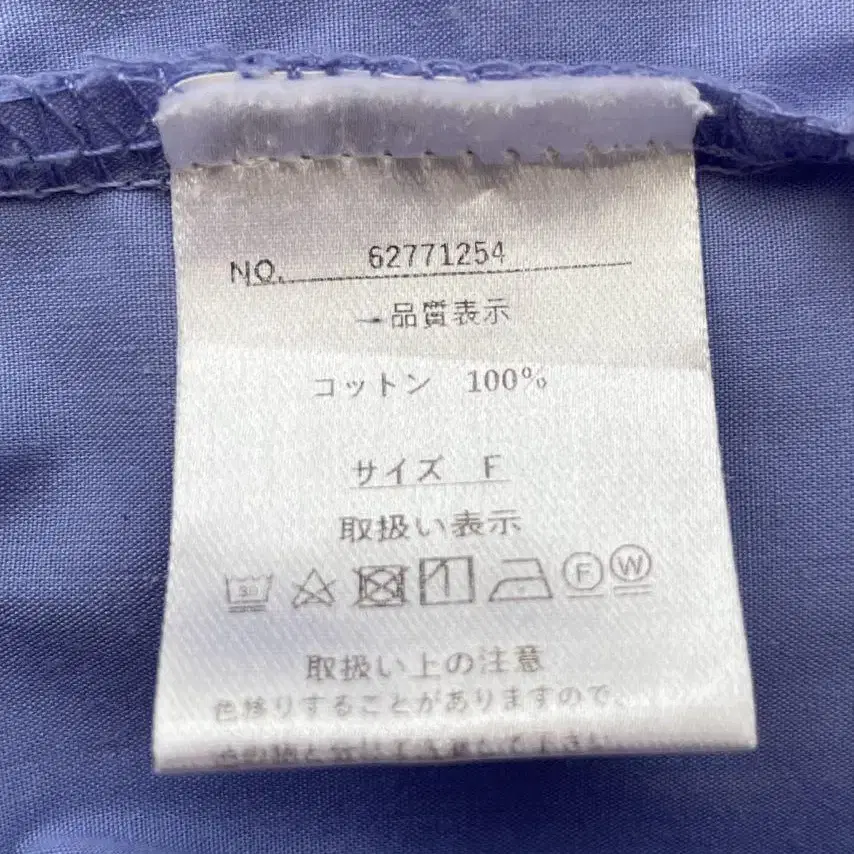 NO. 62771254
品質表示
コットン 100%
サイズ F
取扱い表示
30 F W
取扱い上の注意
色移りすることがありますので、